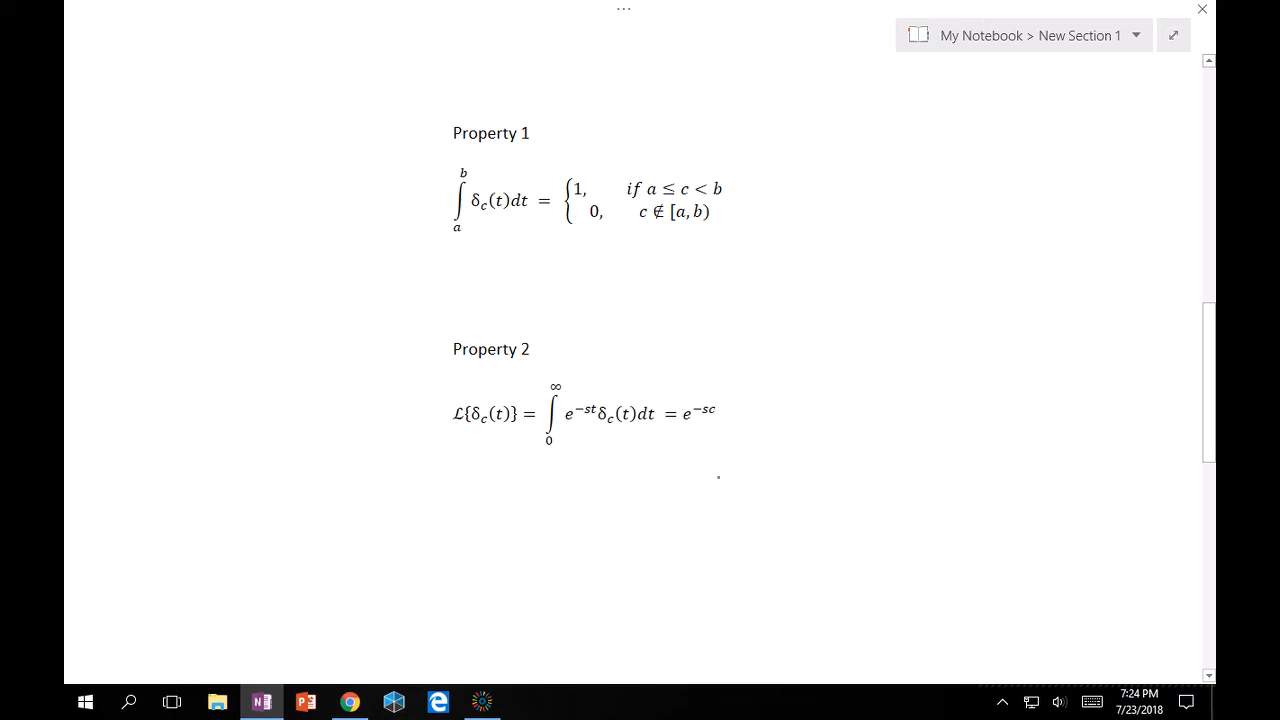 ...
My Notebook > New Section 1
Property 1
∫_a^b δ_c(t)dt = {1, if a ≤ c < b
0, c ∉ [a, b)
Property 2
ℒ{δ_c(t)} = ∫_0^∞ e^{−st}δ_c(t)dt = e^{−sc}
7:24 PM
7/23/2018